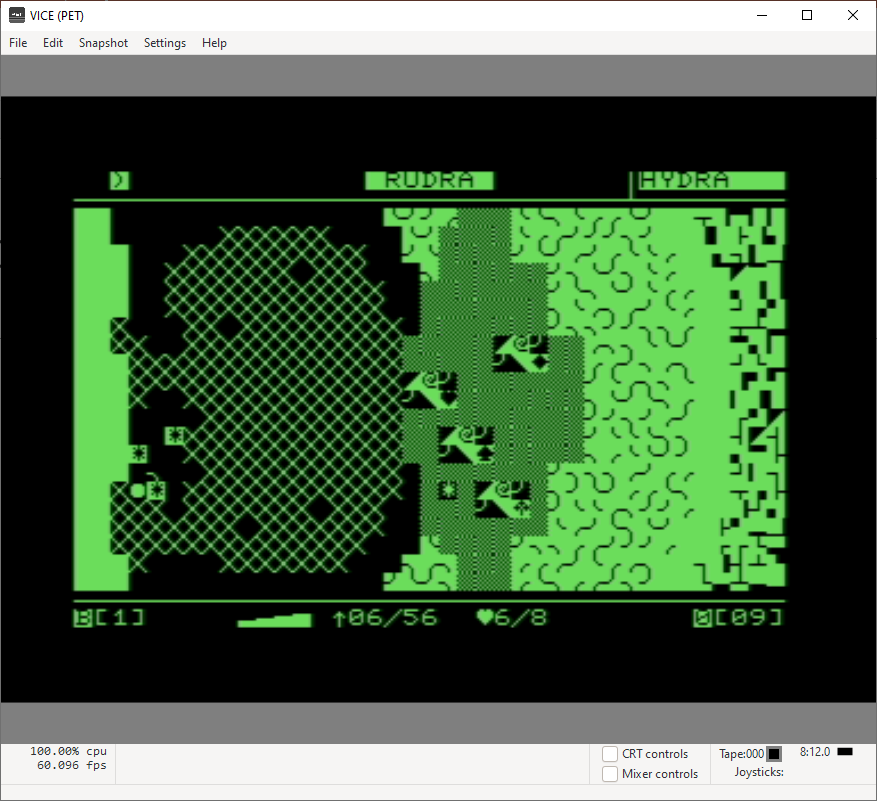 VICE (PET)
File Edit Snapshot Settings Help
) RUDRA HYDRA
B[1] ↑06/56 ♥6/8 0[09]
100.00% cpu
60.096 fps
CRT controls
Mixer controls
Tape:000 8:12.0
Joysticks: